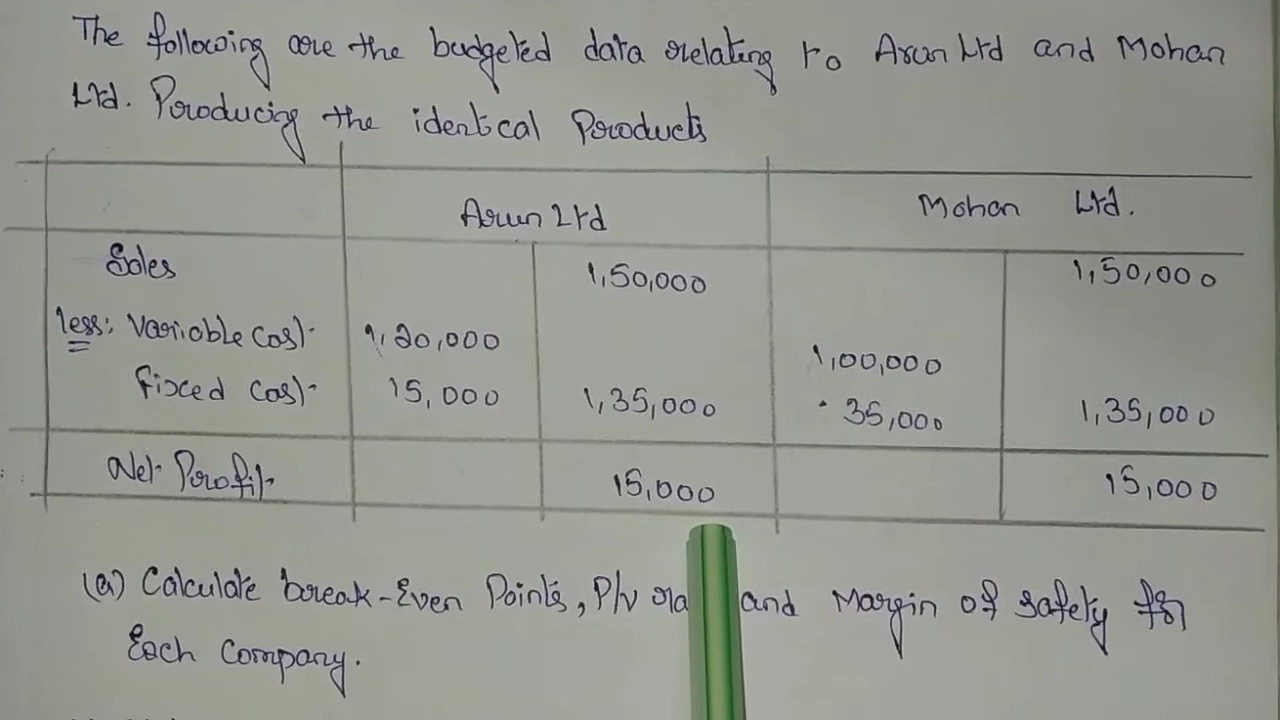 The following are the budgeted data relating to Arun Ltd and Mohan
Ltd. Producing the identical Products
Arun Ltd Mohan Ltd.
Sales 1,50,000 1,50,000
less: Variable Cost 1,20,000 1,00,000
Fixed Cost 15,000 1,35,000 35,000 1,35,000
Net Profit 15,000 15,000
(a) Calculate break-Even Points, P/v and Margin of safety for
Each Company.